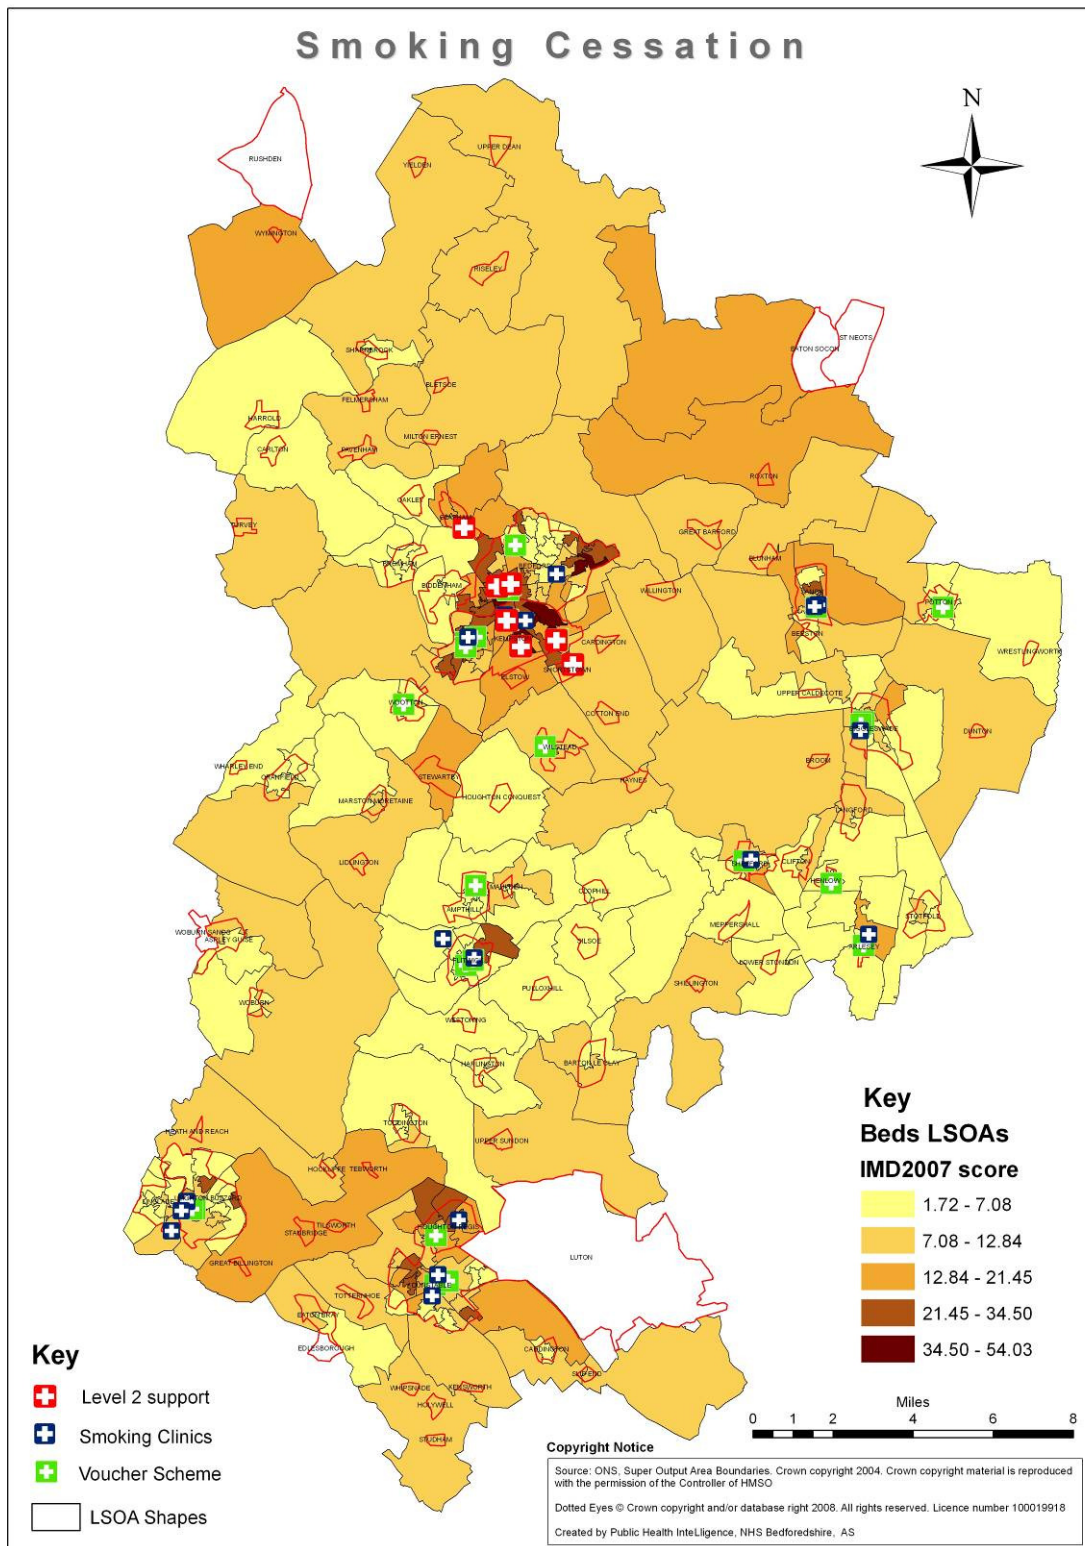 Smoking Cessation
N
RUSHDEN
YIELDEN
UPPER DEAN
WYMINGTON
RISELEY
EATON SOCON
ST NEOTS
SHARNBROOK
BLETSOE
FELMERSHAM
HARROLD
MILTON ERNEST
CARLTON
PAVENHAM
ROXTON
OAKLEY
TURVEY
GREAT BARFORD
BLUNHAM
BROMHAM
BIDDENHAM
WILLINGTON
POTTON
CARDINGTON
BEESTON
WRESTLINGWORTH
SHORTSTOWN
ELSTOW
UPPER CALDECOTE
WOOTTON
COTTON END
DUNTON
WILSTEAD
BROOM
WHARLEY END
CRANFIELD
STEWARTBY
HAYNES
HOUGHTON CONQUEST
MARSTON MORETAINE
LANGFORD
LIDLINGTON
CLIFTON
HENLOW
MAULDEN
CLOPHILL
AMPTHILL
MEPPERSHALL
STOTFOLD
WOBURN SANDS
ASPLEY GUISE
SILSOE
ARLESEY
LOWER STONDON
SHILLINGTON
PULLOXHILL
WOBURN
WESTONING
HARLINGTON
BARTON LE CLAY
TODDINGTON
HEATH AND REACH
UPPER SUNDON
HOCKLIFFE
TEBWORTH
HOUGHTON REGIS
TILSWORTH
STANBRIDGE
LUTON
GREAT BILLINGTON
TOTTERNHOE
EATON BRAY
EDLESBOROUGH
CADDINGTON
SLIP END
WHIPSNADE
KENSWORTH
HOLYWELL
STUDHAM
Key
Beds LSOAs
IMD2007 score
1.72 - 7.08
7.08 - 12.84
12.84 - 21.45
21.45 - 34.50
34.50 - 54.03
Key
Level 2 support
Smoking Clinics
Voucher Scheme
LSOA Shapes
Miles
0 1 2 4 6 8
Copyright Notice
Source: ONS, Super Output Area Boundaries. Crown copyright 2004. Crown copyright material is reproduced
with the permission of the Controller of HMSO
Dotted Eyes © Crown copyright and/or database right 2008. All rights reserved. Licence number 100019918
Created by Public Health InteLligence, NHS Bedfordshire, AS